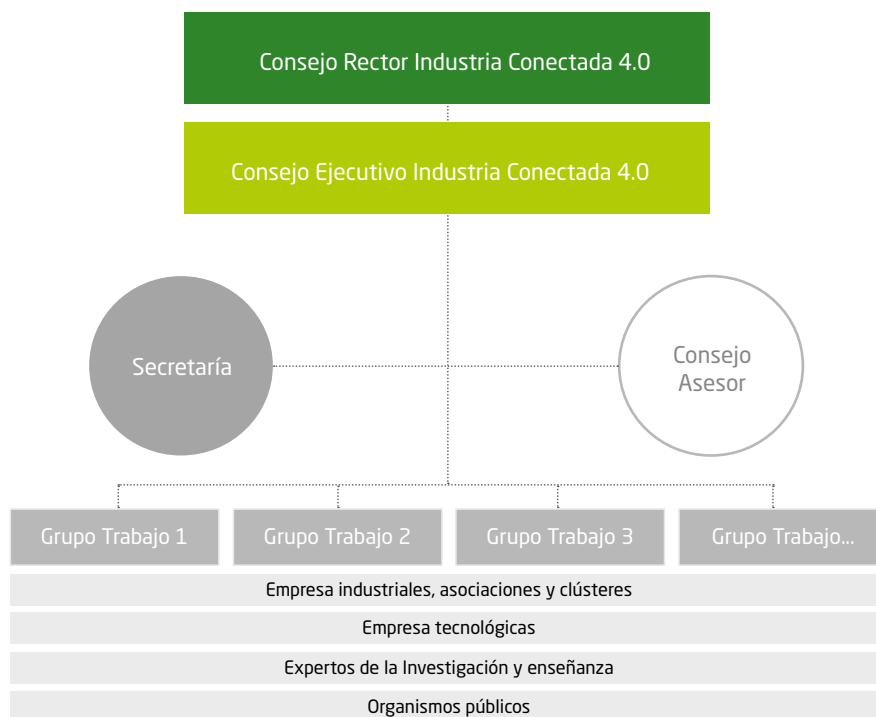 Consejo Rector Industria Conectada 4.0
Consejo Ejecutivo Industria Conectada 4.0
Secretaría
Consejo
Asesor
Grupo Trabajo 1
Grupo Trabajo 2
Grupo Trabajo 3
Grupo Trabajo...
Empresa industriales, asociaciones y clústeres
Empresa tecnológicas
Expertos de la Investigación y enseñanza
Organismos públicos